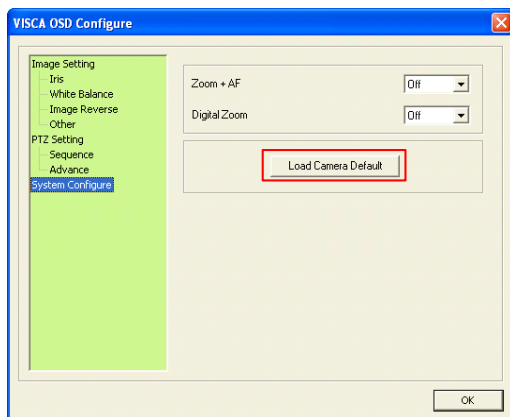 VISCA OSD Configure
Image Setting
Iris
White Balance
Image Reverse
Other
PTZ Setting
Sequence
Advance
System Configure
Zoom + AF
Off
Digital Zoom
Off
Load Camera Default
OK